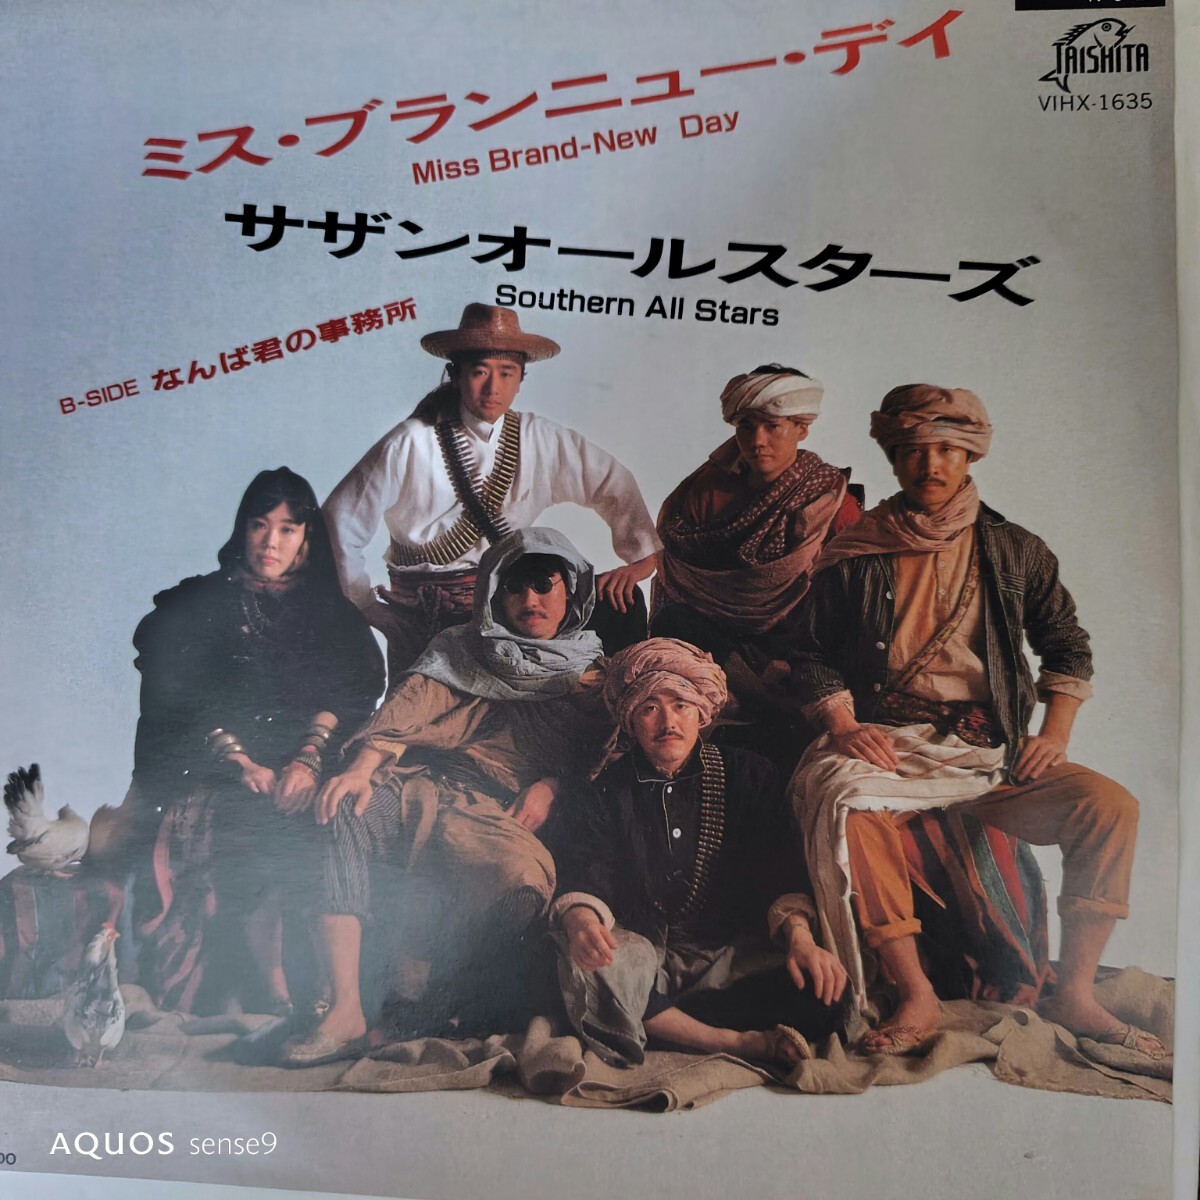 TAISHITA
VIHX-1635
ミス・ブランニュー・デイ
Miss Brand-New Day
サザンオールスターズ
Southern All Stars
B-SIDE なんば君の事務所
AQUOS sense9